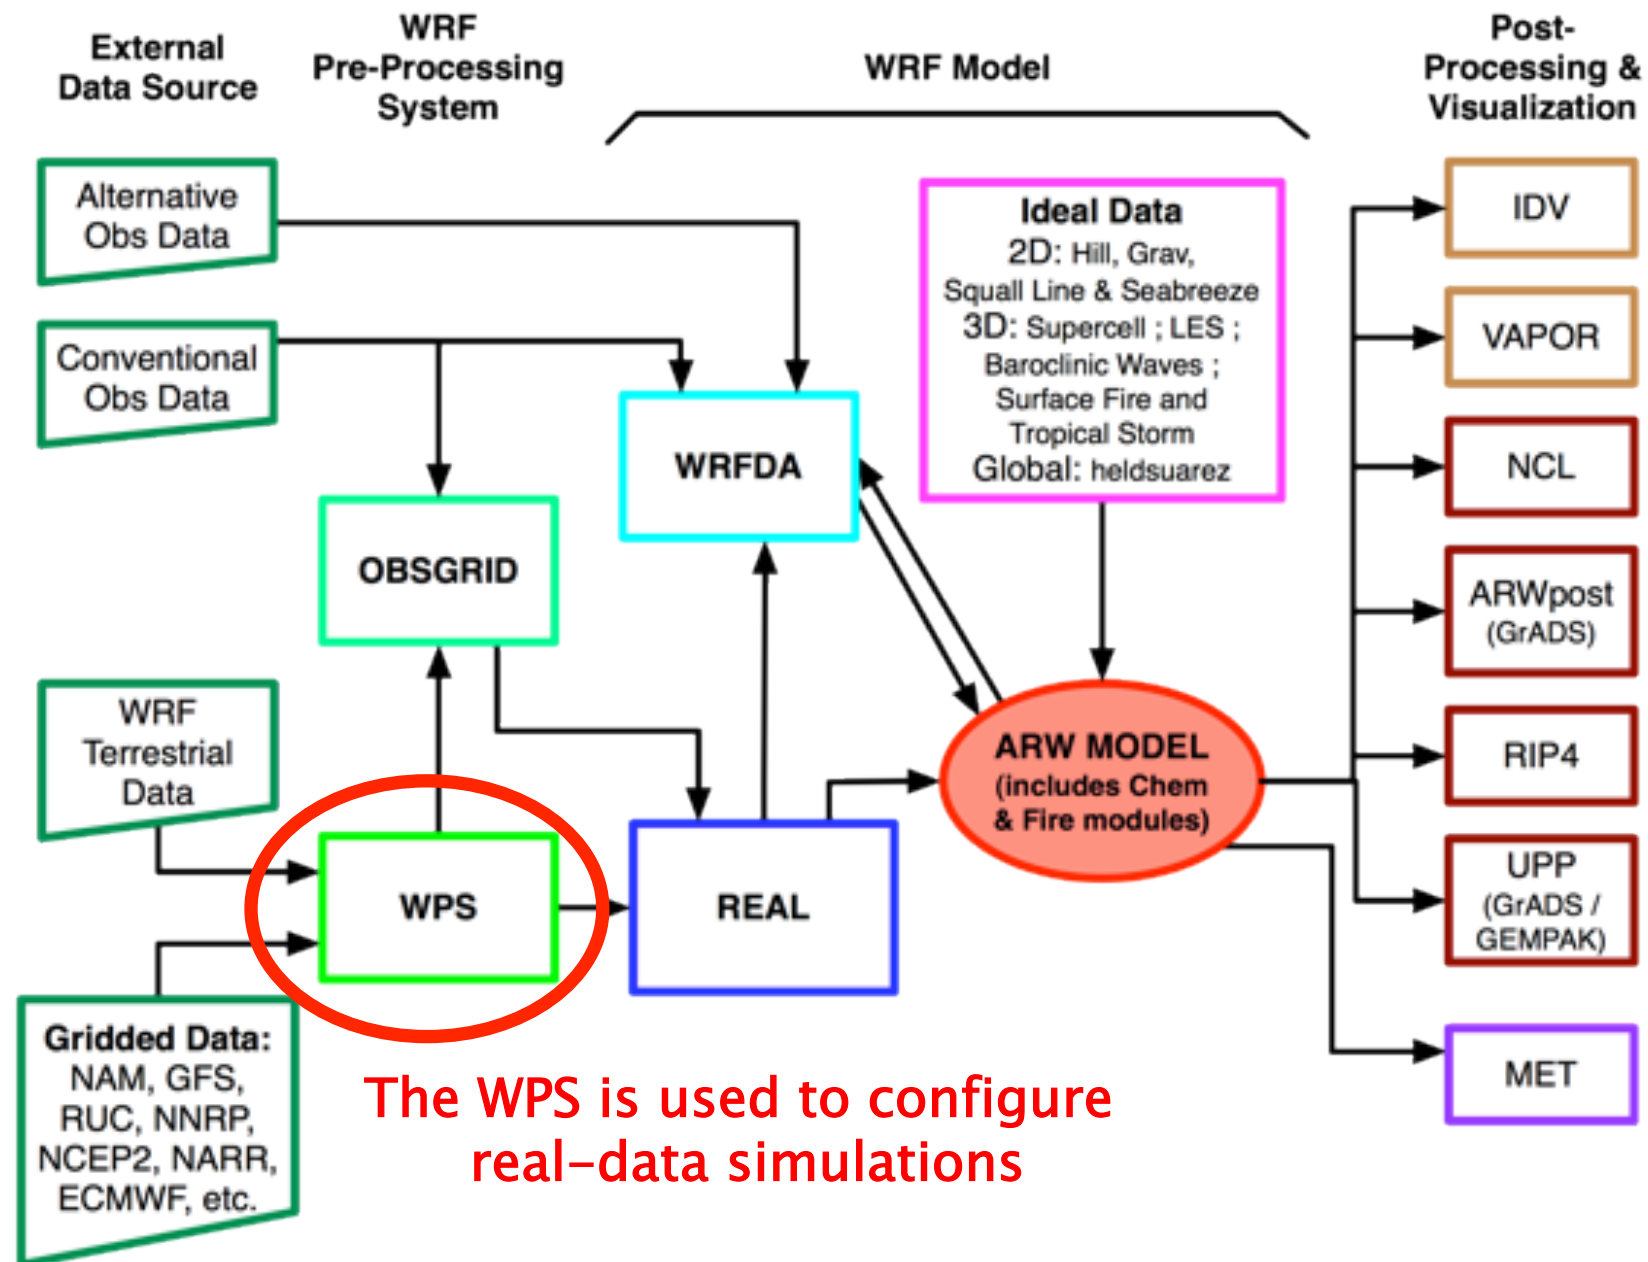 External
Data Source
WRF
Pre-Processing
System
WRF Model
Post-
Processing &
Visualization
Alternative
Obs Data
Conventional
Obs Data
WRF
Terrestrial
Data
Gridded Data:
NAM, GFS,
RUC, NNRP,
NCEP2, NARR,
ECMWF, etc.
OBSGRID
WPS
WRFDA
REAL
Ideal Data
2D: Hill, Grav,
Squall Line & Seabreeze
3D: Supercell ; LES ;
Baroclinic Waves ;
Surface Fire and
Tropical Storm
Global: heldsuarez
ARW MODEL
(includes Chem
& Fire modules)
IDV
VAPOR
NCL
ARWpost
(GrADS)
RIP4
UPP
(GrADS /
GEMPAK)
MET
The WPS is used to configure
real-data simulations